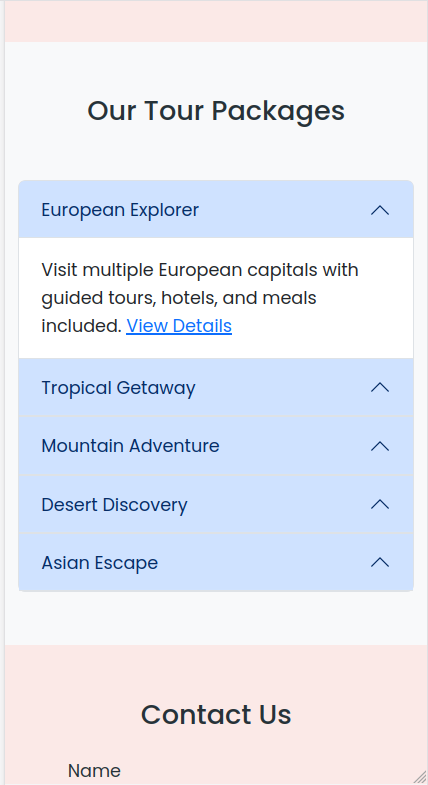 Our Tour Packages
European Explorer
Visit multiple European capitals with
guided tours, hotels, and meals
included. View Details
Tropical Getaway
Mountain Adventure
Desert Discovery
Asian Escape
Contact Us
Name